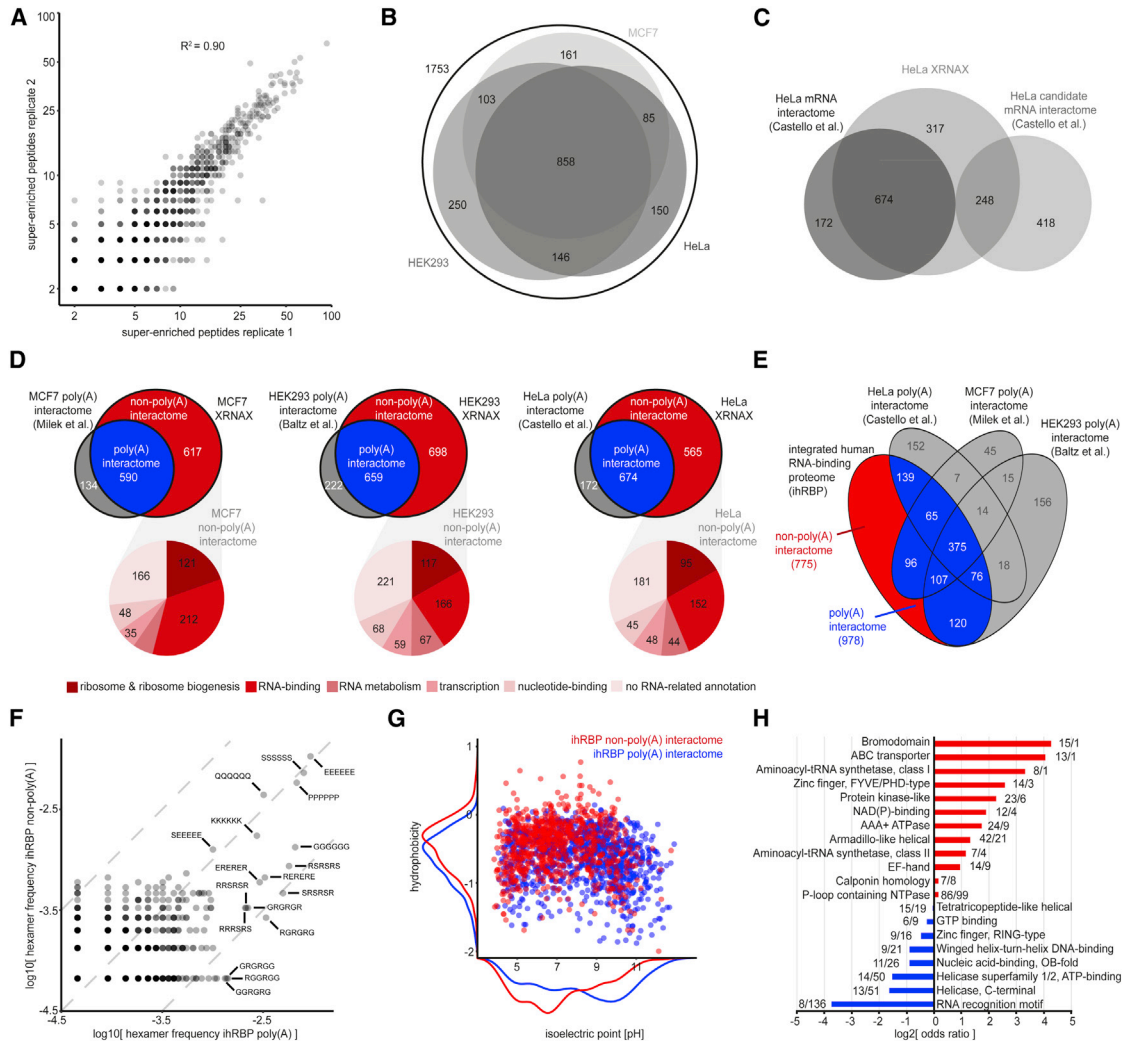 A
100
50
25
10
5
2
super-enriched peptides replicate 2
R² = 0.90
2
5
10
25
50
100
super-enriched peptides replicate 1
B
MCF7
1753
161
103
85
858
250
150
146
HEK293
HeLa
C
HeLa XRNAX
HeLa mRNA
interactome
(Castello et al.)
HeLa candidate
mRNA interactome
(Castello et al.)
317
674
248
172
418
D
MCF7 poly(A)
interactome
(Milek et al.)
non-poly(A)
interactome
MCF7
XRNAX
poly(A)
interactome
590
617
134
MCF7
non-poly(A)
interactome
166
121
48
35
212
HEK293 poly(A)
interactome
(Baltz et al.)
non-poly(A)
interactome
HEK293
XRNAX
poly(A)
interactome
659
698
222
HEK293
non-poly(A)
interactome
221
117
68
59
67
166
HeLa poly(A)
interactome
(Castello et al.)
non-poly(A)
interactome
HeLa
XRNAX
poly(A)
interactome
674
565
172
HeLa
non-poly(A)
interactome
181
95
45
48
44
152
ribosome & ribosome biogenesis
RNA-binding
RNA metabolism
transcription
nucleotide-binding
no RNA-related annotation
E
HeLa poly(A)
interactome
(Castello et al.)
MCF7 poly(A)
interactome
(Milek et al.)
HEK293 poly(A)
interactome
(Baltz et al.)
integrated human
RNA-binding
proteome
(ihRBP)
non-poly(A)
interactome
(775)
poly(A)
interactome
(978)
152
45
139
7
15
156
65
14
375
18
96
107
76
120
F
log10[ hexamer frequency ihRBP non-poly(A) ]
-2.5
-3.5
-4.5
SSSSSS
EEEEEE
QQQQQQ
PPPPPP
KKKKKK
SEEEEE
GGGGGG
ERERER
RSRSRS
RERERE
RRSRSR
SRSRSR
GRGRGR
RRRSRS
RGRGRG
GRGRGG
RGGRGG
GGRGRG
-4.5
-3.5
-2.5
log10[ hexamer frequency ihRBP poly(A) ]
G
ihRBP non-poly(A) interactome
ihRBP poly(A) interactome
hydrophobicity
1
0
-1
-2
5
7
9
11
isoelectric point [pH]
H
Bromodomain 15/1
ABC transporter 13/1
Aminoacyl-tRNA synthetase, class I 8/1
Zinc finger, FYVE/PHD-type 14/3
Protein kinase-like 23/6
NAD(P)-binding 12/4
AAA+ ATPase 24/9
Armadillo-like helical 42/21
Aminoacyl-tRNA synthetase, class II 7/4
EF-hand 14/9
Calponin homology 7/8
P-loop containing NTPase 86/99
15/19 Tetratricopeptide-like helical
6/9 GTP binding
9/16 Zinc finger, RING-type
9/21 Winged helix-turn-helix DNA-binding
11/26 Nucleic acid-binding, OB-fold
14/50 Helicase superfamily 1/2, ATP-binding
13/51 Helicase, C-terminal
8/136 RNA recognition motif
-5 -4 -3 -2 -1 0 1 2 3 4 5
log2[ odds ratio ]